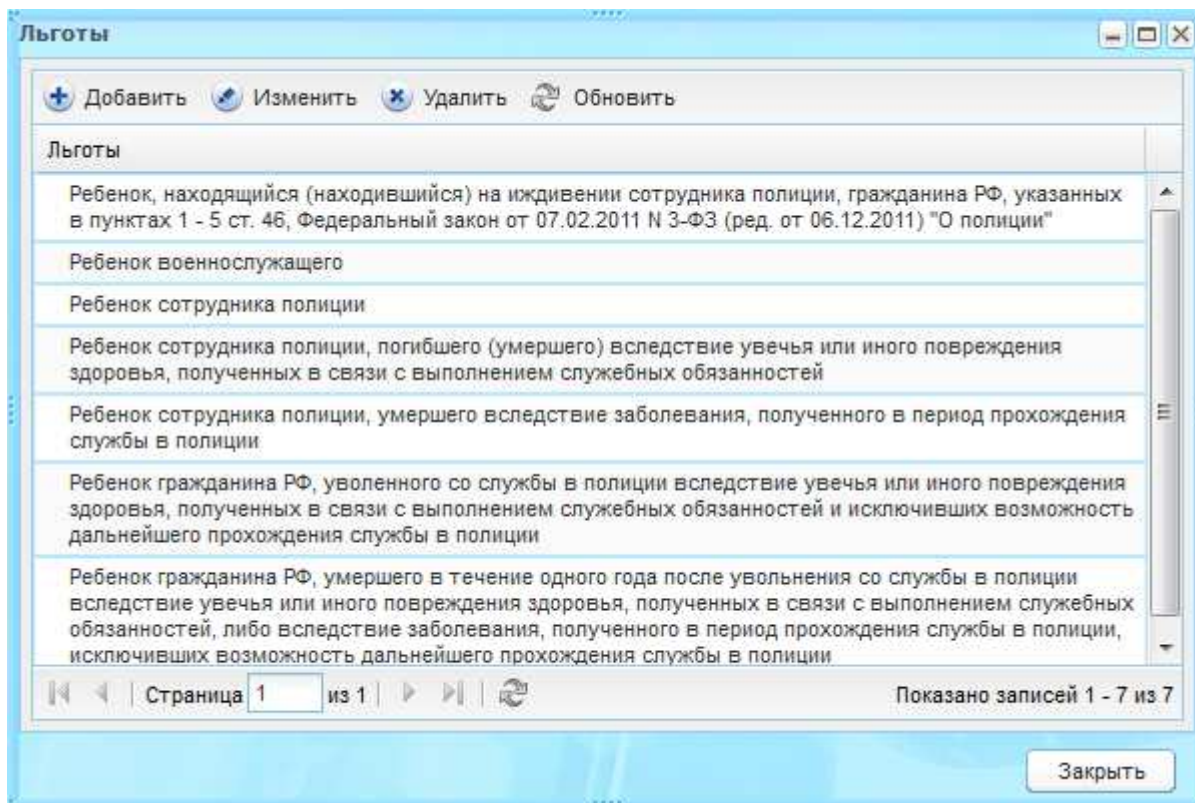 Льготы
Добавить Изменить Удалить Обновить
Льготы
Ребенок, находящийся (находившийся) на иждивении сотрудника полиции, гражданина РФ, указанных
в пунктах 1 - 5 ст. 46, Федеральный закон от 07.02.2011 N 3-ФЗ (ред. от 06.12.2011) "О полиции"
Ребенок военнослужащего
Ребенок сотрудника полиции
Ребенок сотрудника полиции, погибшего (умершего) вследствие увечья или иного повреждения
здоровья, полученных в связи с выполнением служебных обязанностей
Ребенок сотрудника полиции, умершего вследствие заболевания, полученного в период прохождения
службы в полиции
Ребенок гражданина РФ, уволенного со службы в полиции вследствие увечья или иного повреждения
здоровья, полученных в связи с выполнением служебных обязанностей и исключивших возможность
дальнейшего прохождения службы в полиции
Ребенок гражданина РФ, умершего в течение одного года после увольнения со службы в полиции
вследствие увечья или иного повреждения здоровья, полученных в связи с выполнением служебных
обязанностей, либо вследствие заболевания, полученного в период прохождения службы в полиции,
исключивших возможность дальнейшего прохождения службы в полиции
Страница 1 из 1 Показано записей 1 - 7 из 7
Закрыть